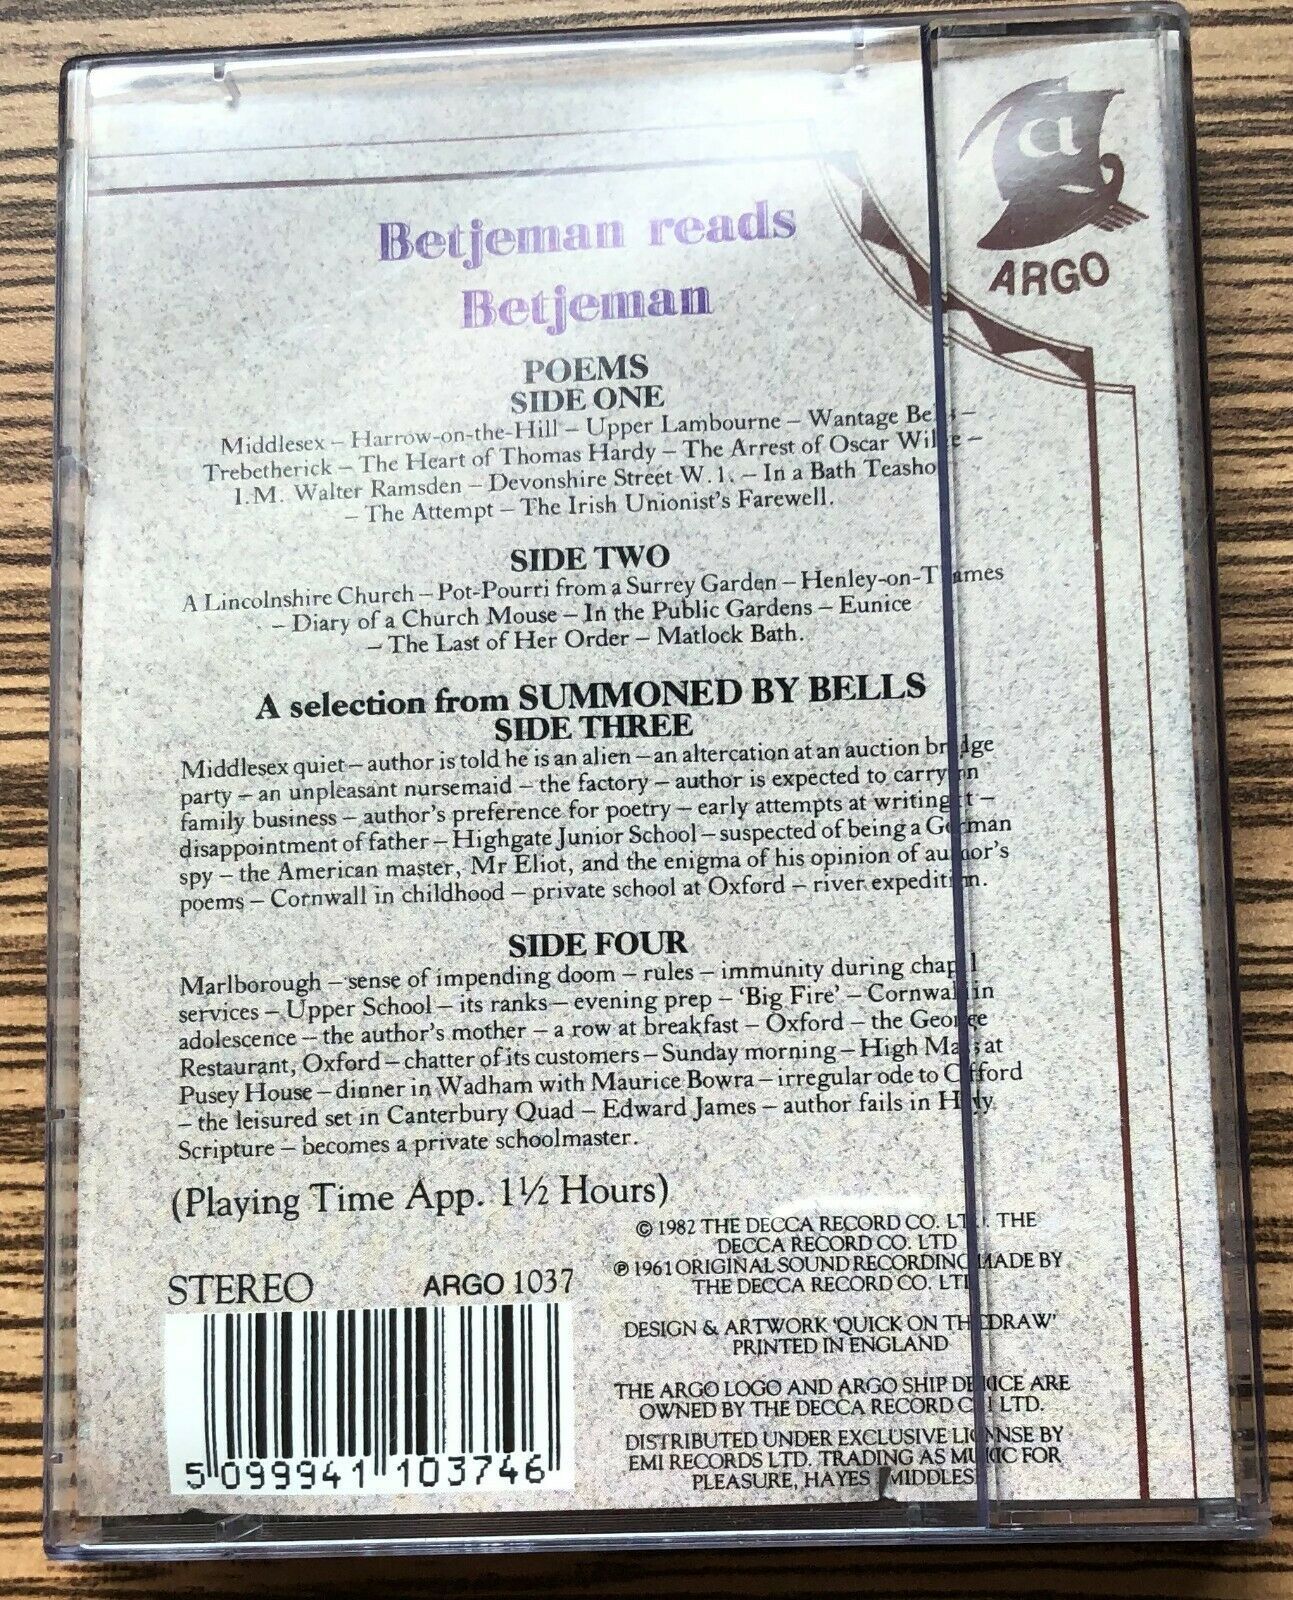 a
ARGO
Betjeman reads
Betjeman
POEMS
SIDE ONE
Middlesex – Harrow-on-the-Hill – Upper Lambourne – Wantage Bells –
Trebetherick – The Heart of Thomas Hardy – The Arrest of Oscar Wilde –
I.M. Walter Ramsden – Devonshire Street W.1. – In a Bath Teashop
– The Attempt – The Irish Unionist's Farewell.
SIDE TWO
A Lincolnshire Church – Pot-Pourri from a Surrey Garden – Henley-on-Thames
– Diary of a Church Mouse – In the Public Gardens – Eunice
– The Last of Her Order – Matlock Bath.
A selection from SUMMONED BY BELLS
SIDE THREE
Middlesex quiet – author is told he is an alien – an altercation at an auction bridge
party – an unpleasant nursemaid – the factory – author is expected to carry on
family business – author's preference for poetry – early attempts at writing it –
disappointment of father – Highgate Junior School – suspected of being a German
spy – the American master, Mr Eliot, and the enigma of his opinion of author's
poems – Cornwall in childhood – private school at Oxford – river expedition.
SIDE FOUR
Marlborough – sense of impending doom – rules – immunity during chapel
services – Upper School – its ranks – evening prep – 'Big Fire' – Cornwall in
adolescence – the author's mother – a row at breakfast – Oxford – the George
Restaurant, Oxford – chatter of its customers – Sunday morning – High Mass at
Pusey House – dinner in Wadham with Maurice Bowra – irregular ode to Clifford
– the leisured set in Canterbury Quad – Edward James – author fails in Holy
Scripture – becomes a private schoolmaster.
(Playing Time App. 1½ Hours)
© 1982 THE DECCA RECORD CO. LTD. THE
DECCA RECORD CO. LTD
℗ 1961 ORIGINAL SOUND RECORDING MADE BY
THE DECCA RECORD CO. LTD
STEREO ARGO 1037
DESIGN & ARTWORK 'QUICK ON THE DRAW'
PRINTED IN ENGLAND
THE ARGO LOGO AND ARGO SHIP DEVICE ARE
OWNED BY THE DECCA RECORD CO LTD.
DISTRIBUTED UNDER EXCLUSIVE LICENSE BY
EMI RECORDS LTD. TRADING AS MUSIC FOR
PLEASURE, HAYES MIDDLES
5 099941 103746